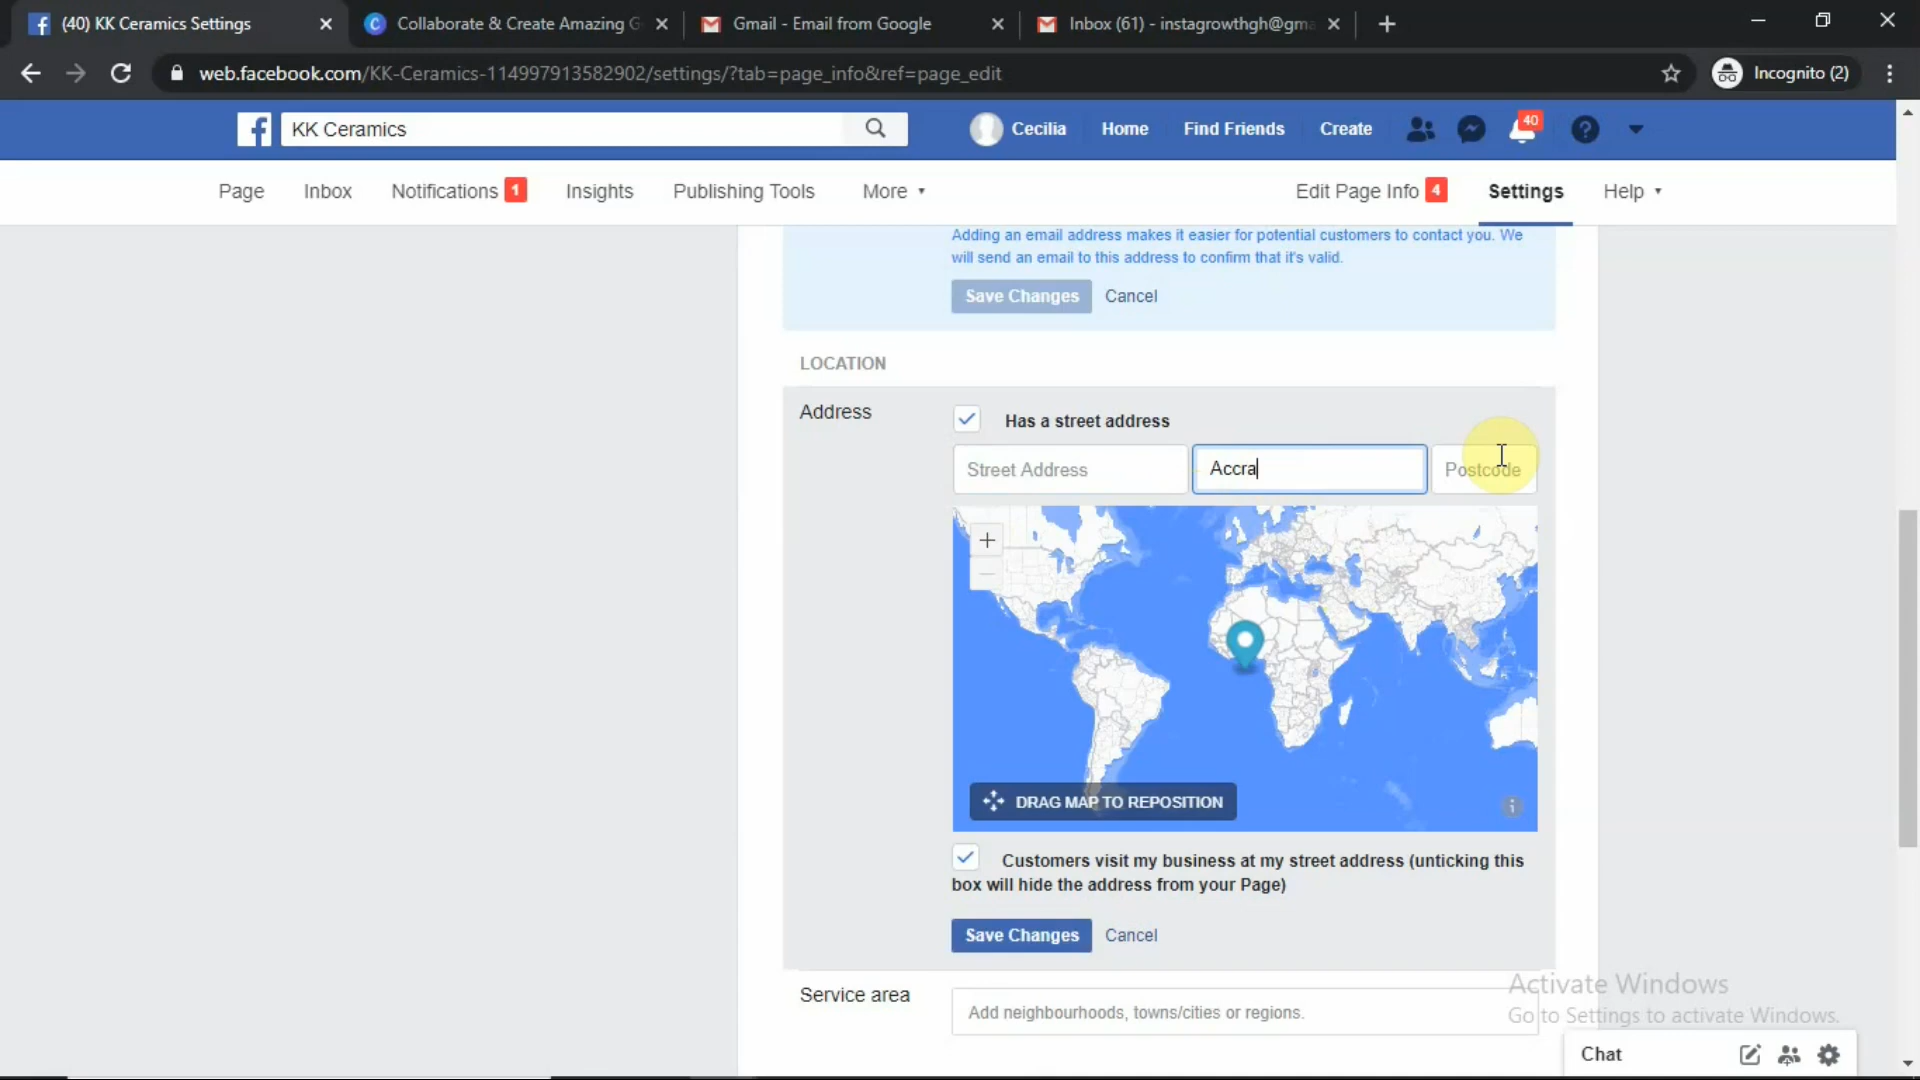 (40) KK Ceramics Settings
Collaborate & Create Amazing G
Gmail - Email from Google
Inbox (61) - instagrowthgh@gma
web.facebook.com/KK-Ceramics-114997913582902/settings/?tab=page_info&ref=page_edit
Incognito (2)
KK Ceramics
Cecilia
Home
Find Friends
Create
40
Page
Inbox
Notifications 1
Insights
Publishing Tools
More
Edit Page Info 4
Settings
Help
Adding an email address makes it easier for potential customers to contact you. We
will send an email to this address to confirm that it's valid.
Save Changes
Cancel
LOCATION
Address
Has a street address
Street Address
Accra
Postcode
DRAG MAP TO REPOSITION
Customers visit my business at my street address (unticking this
box will hide the address from your Page)
Save Changes
Cancel
Service area
Add neighbourhoods, towns/cities or regions.
Activate Windows
Go to Settings to activate Windows.
Chat